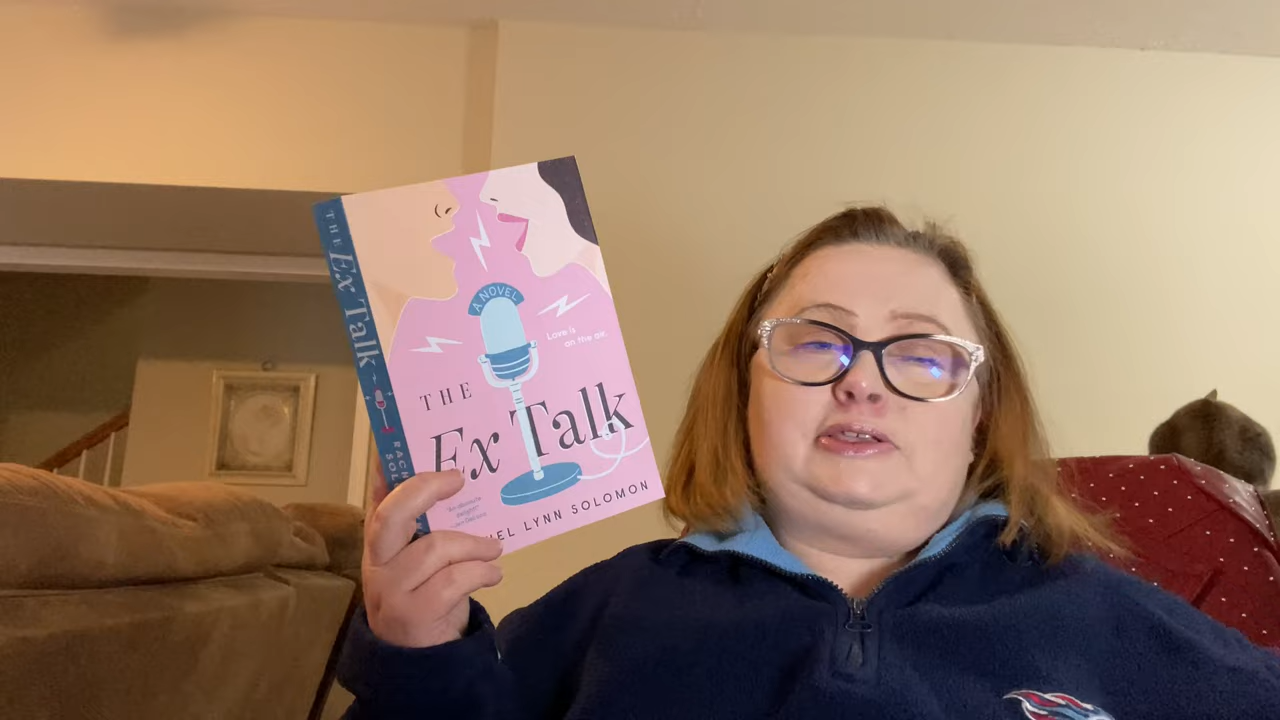 THE Ex Talk
A NOVEL
Love is
on the air.
THE
Ex Talk
LYNN SOLOMON